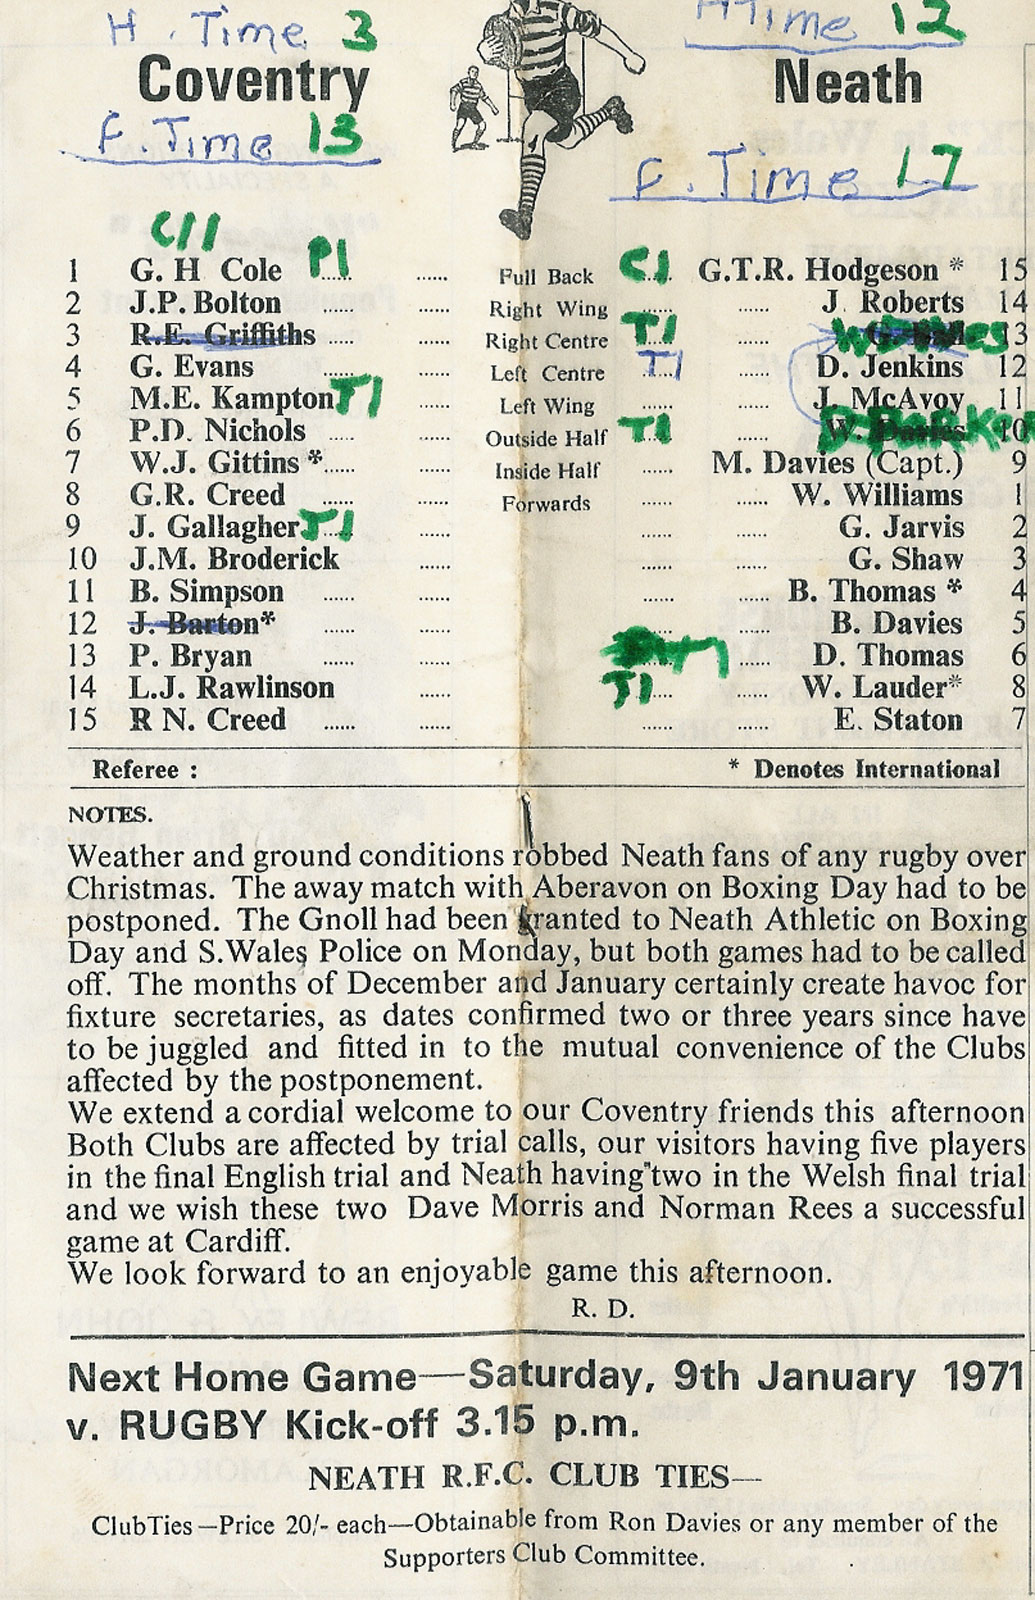 H. Time 3 HTime 12
Coventry Neath
F. Time 13 F. Time 17
C11
1 G. H Cole P1 ...... Full Back C1 G.T.R. Hodgeson * 15
2 J.P. Bolton ...... Right Wing ...... J. Roberts 14
3 R.E. Griffiths ...... ...... Right Centre T1 13
4 G. Evans ...... ...... Left Centre T1 ...... D. Jenkins 12
5 M.E. Kampton T1 ...... Left Wing ...... ...... J. McAvoy 11
6 P.D. Nichols ...... ...... Outside Half T1 ...... W. Davies 10
7 W.J. Gittins * ...... ...... Inside Half ...... M. Davies (Capt.) 9
8 G.R. Creed ...... ...... Forwards ...... ...... W. Williams 1
9 J. Gallagher T1 ...... ...... ...... G. Jarvis 2
10 J.M. Broderick ...... ...... G. Shaw 3
11 B. Simpson ...... ...... ...... ...... B. Thomas * 4
12 J. Barton* ...... ...... ...... ...... B. Davies 5
13 P. Bryan ...... ...... ...... D. Thomas 6
14 L.J. Rawlinson ...... T1 ...... W. Lauder* 8
15 R N. Creed ...... ...... ...... ...... E. Staton 7
Referee : * Denotes International
NOTES.
Weather and ground conditions robbed Neath fans of any rugby over
Christmas. The away match with Aberavon on Boxing Day had to be
postponed. The Gnoll had been granted to Neath Athletic on Boxing
Day and S.Wales Police on Monday, but both games had to be called
off. The months of December and January certainly create havoc for
fixture secretaries, as dates confirmed two or three years since have
to be juggled and fitted in to the mutual convenience of the Clubs
affected by the postponement.
We extend a cordial welcome to our Coventry friends this afternoon
Both Clubs are affected by trial calls, our visitors having five players
in the final English trial and Neath having two in the Welsh final trial
and we wish these two Dave Morris and Norman Rees a successful
game at Cardiff.
We look forward to an enjoyable game this afternoon.
R. D.
Next Home Game—Saturday, 9th January 1971
v. RUGBY Kick-off 3.15 p.m.
NEATH R.F.C. CLUB TIES—
Club Ties—Price 20/- each—Obtainable from Ron Davies or any member of the
Supporters Club Committee.